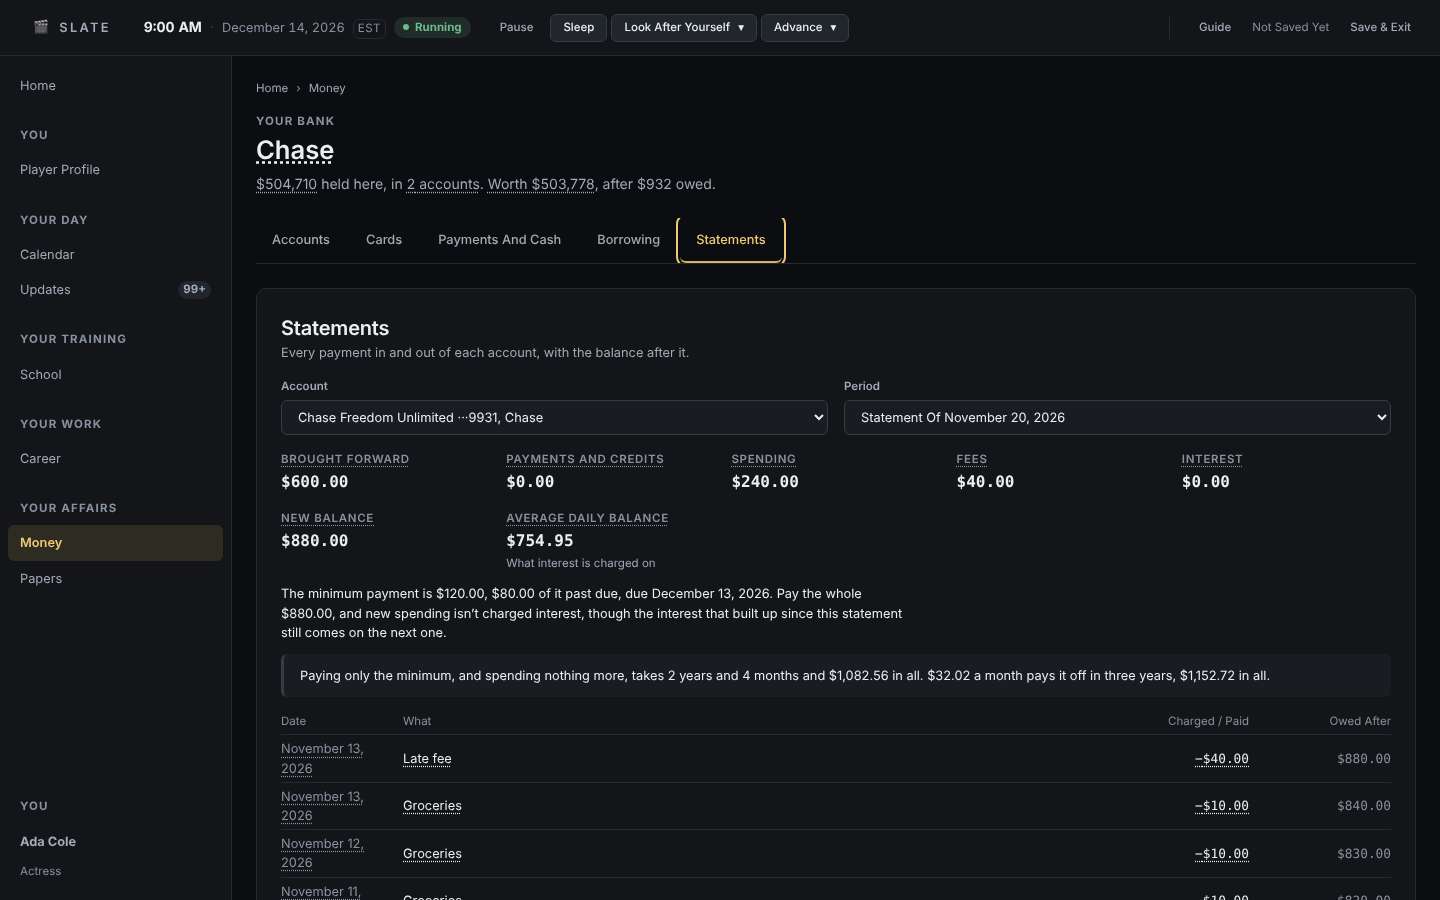 SLATE
9:00 AM · December 14, 2026 EST Running
Pause Sleep Look After Yourself ▾ Advance ▾
Guide Not Saved Yet Save & Exit
Home
YOU
Player Profile
YOUR DAY
Calendar
Updates 99+
YOUR TRAINING
School
YOUR WORK
Career
YOUR AFFAIRS
Money
Papers
YOU
Ada Cole
Actress
Home › Money
YOUR BANK
Chase
$504,710 held here, in 2 accounts. Worth $503,778, after $932 owed.
Accounts Cards Payments And Cash Borrowing Statements
Statements
Every payment in and out of each account, with the balance after it.
Account Period
Chase Freedom Unlimited ···9931, Chase Statement Of November 20, 2026
BROUGHT FORWARD PAYMENTS AND CREDITS SPENDING FEES INTEREST
$600.00 $0.00 $240.00 $40.00 $0.00
NEW BALANCE AVERAGE DAILY BALANCE
$880.00 $754.95
What interest is charged on
The minimum payment is $120.00, $80.00 of it past due, due December 13, 2026. Pay the whole
$880.00, and new spending isn’t charged interest, though the interest that built up since this statement
still comes on the next one.
Paying only the minimum, and spending nothing more, takes 2 years and 4 months and $1,082.56 in all. $32.02 a month pays it off in three years, $1,152.72 in all.
Date What Charged / Paid Owed After
November 13, 2026 Late fee −$40.00 $880.00
November 13, 2026 Groceries −$10.00 $840.00
November 12, 2026 Groceries −$10.00 $830.00
November 11,